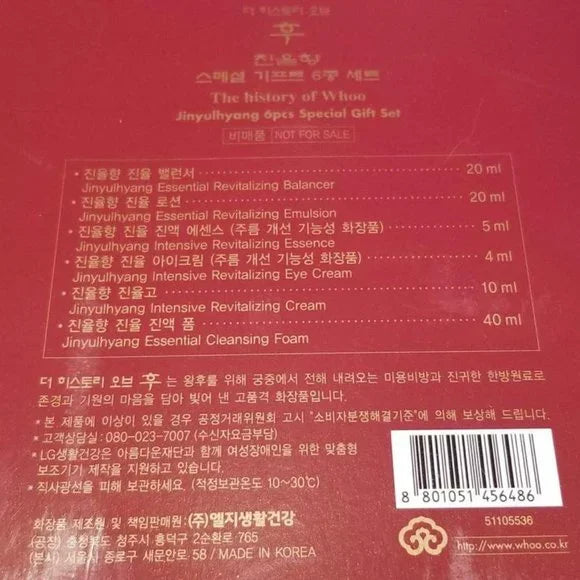 더 히스토리 오브
후
진율향
스페셜 기프트 6종 세트
The history of Whoo
Jinyulhyang 6pcs Special Gift Set
비매품 NOT FOR SALE
• 진율향 진율 밸런서 20 ml
Jinyulhyang Essential Revitalizing Balancer
• 진율향 진율 로션 20 ml
Jinyulhyang Essential Revitalizing Emulsion
• 진율향 진율 진액 에센스 (주름 개선 기능성 화장품) 5 ml
Jinyulhyang Intensive Revitalizing Essence
• 진율향 진율 아이크림 (주름 개선 기능성 화장품) 4 ml
Jinyulhyang Intensive Revitalizing Eye Cream
• 진율향 진율고 10 ml
Jinyulhyang Intensive Revitalizing Cream
• 진율향 진율 진액 폼 40 ml
Jinyulhyang Essential Cleansing Foam
더 히스토리 오브 후 는 왕후를 위해 궁중에서 전해 내려오는 미용비방과 진귀한 한방원료로
존경과 기원의 마음을 담아 빚어 낸 고품격 화장품입니다.
• 본 제품에 이상이 있을 경우 공정거래위원회 고시 "소비자분쟁해결기준"에 의해 보상해 드립니다.
• 고객상담실 : 080-023-7007 (수신자요금부담)
• LG생활건강은 아름다운재단과 함께 여성장애인을 위한 맞춤형
보조기기 제작을 지원합니다.
• 직사광선을 피해 보관하세요. (적정보관온도 10~30℃)
화장품 제조원 및 책임판매원 : (주)엘지생활건강
(공장) 충청북도 청주시 흥덕구 2순환로 765
(본사) 서울시 종로구 새문안로 58 / MADE IN KOREA
8 801051 456486
51105536
http://www.whoo.co.kr